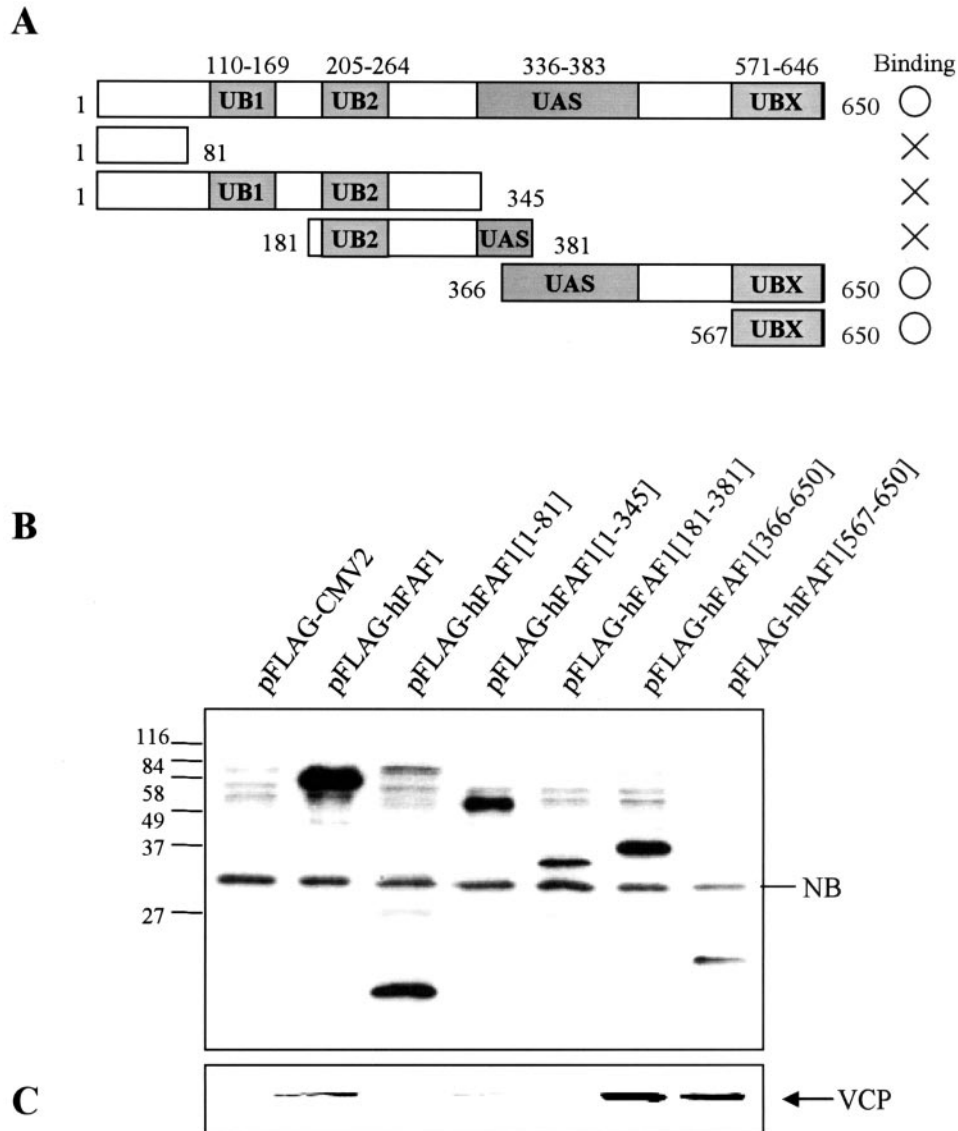 A
110-169 205-264 336-383 571-646 Binding
1 UB1 UB2 UAS UBX 650
1 81
1 UB1 UB2 345
181 UB2 UAS 381
366 UAS UBX 650
567 UBX 650
B
pFLAG-CMV2
pFLAG-hFAF1
pFLAG-hFAF1[1-81]
pFLAG-hFAF1[1-345]
pFLAG-hFAF1[181-381]
pFLAG-hFAF1[366-650]
pFLAG-hFAF1[567-650]
116
84
58
49
37
27
NB
C
VCP